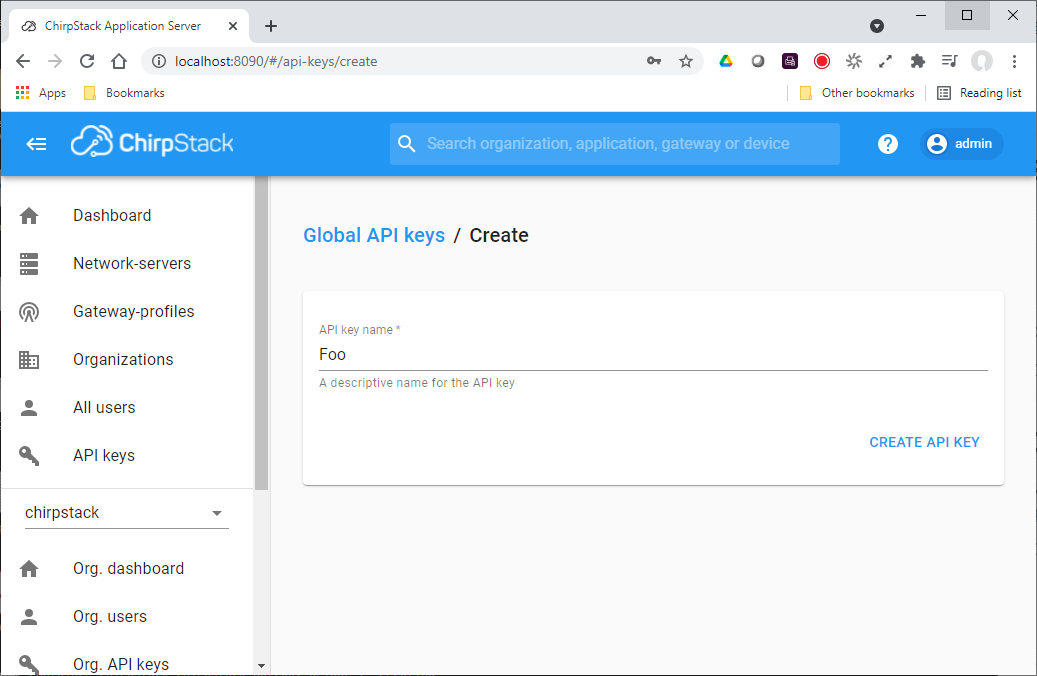 ChirpStack Application Server
localhost:8090/#/api-keys/create
Apps
Bookmarks
Other bookmarks
Reading list
ChirpStack
Search organization, application, gateway or device
?
admin
Dashboard
Network-servers
Gateway-profiles
Organizations
All users
API keys
chirpstack
Org. dashboard
Org. users
Org. API keys
Global API keys / Create
API key name *
Foo
A descriptive name for the API key
CREATE API KEY